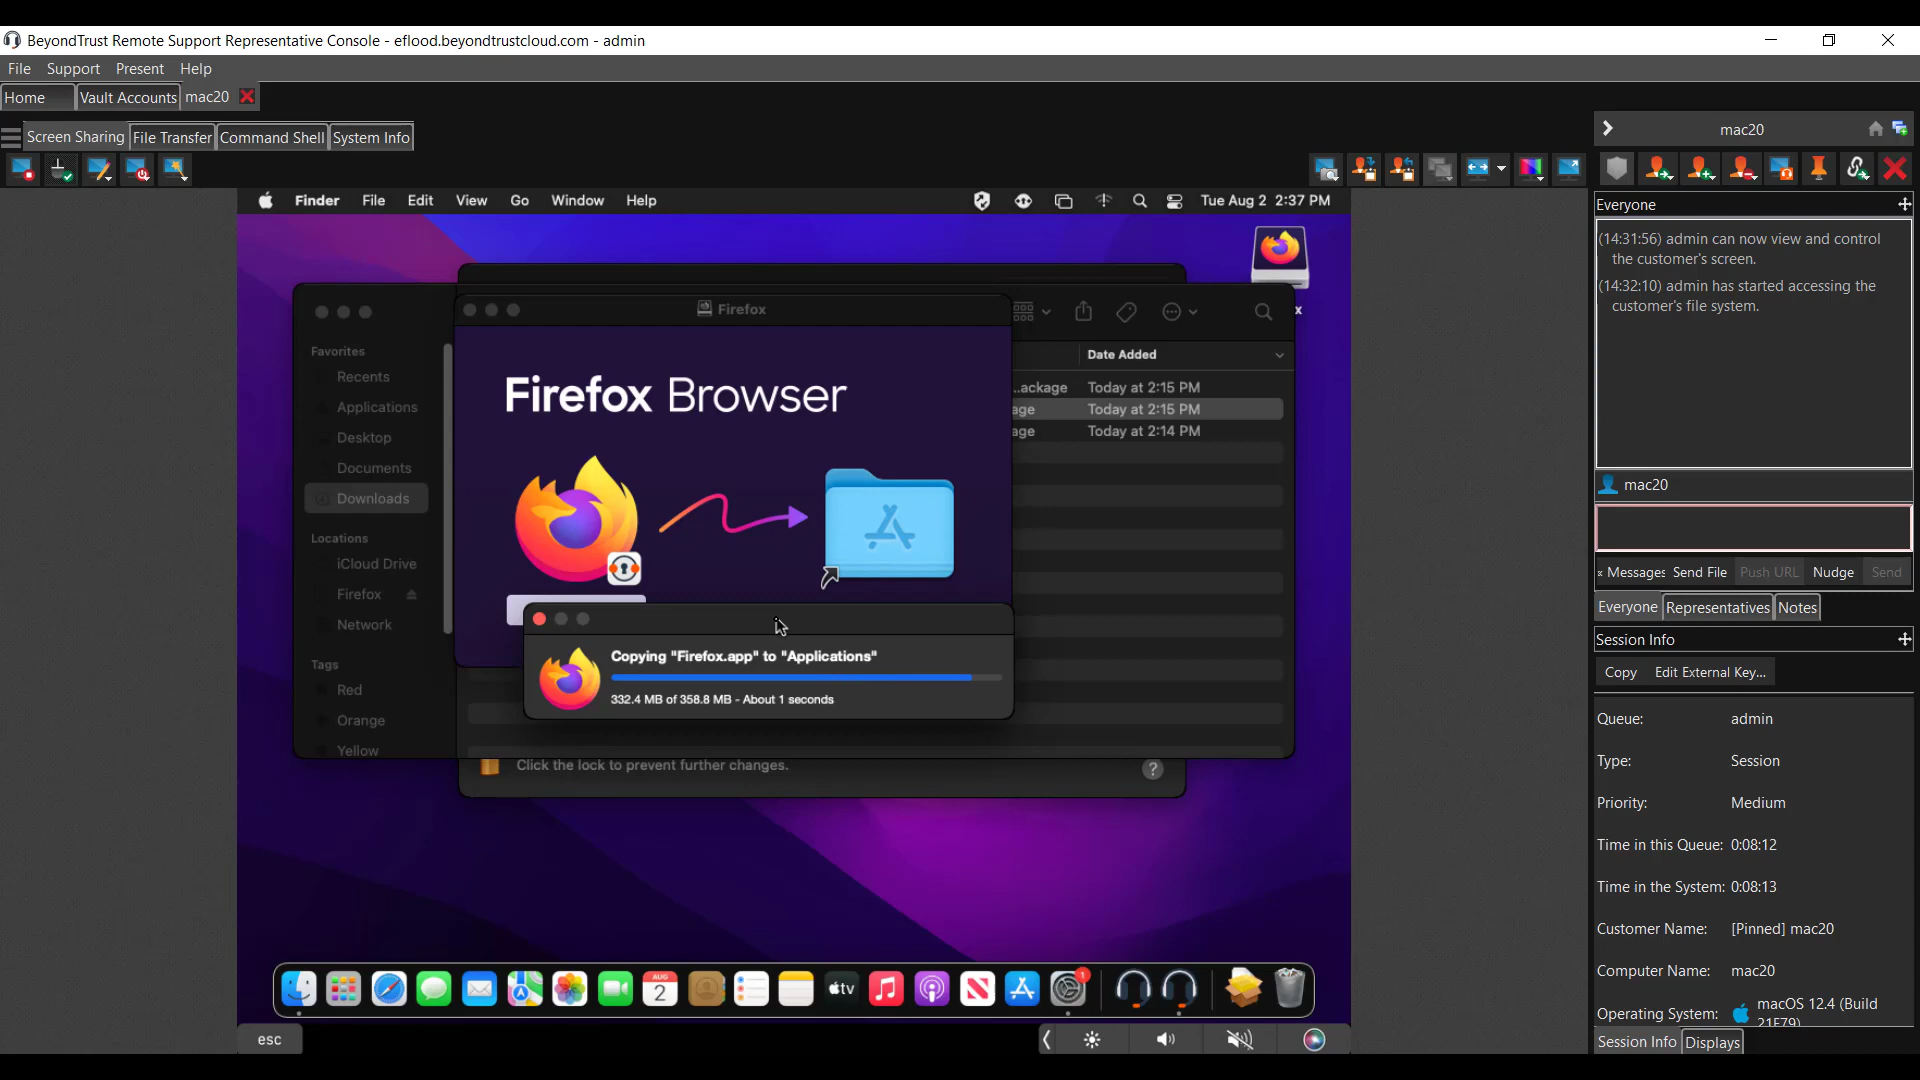 BeyondTrust Remote Support Representative Console - eflood.beyondtrustcloud.com - admin
File Support Present Help
Home Vault Accounts mac20
Screen Sharing File Transfer Command Shell System Info
mac20
Finder File Edit View Go Window Help Tue Aug 2 2:37 PM
Firefox
x
Favorites
Recents
Applications
Desktop
Documents
Downloads
Locations
iCloud Drive
Firefox
Network
Tags
Red
Orange
Yellow
Firefox Browser
Date Added
...ackage Today at 2:15 PM
age Today at 2:15 PM
age Today at 2:14 PM
Copying "Firefox.app" to "Applications"
332.4 MB of 358.8 MB - About 1 seconds
Click the lock to prevent further changes.
?
AUG
2
tv
1
esc
Everyone
(14:31:56) admin can now view and control
the customer's screen.
(14:32:10) admin has started accessing the
customer's file system.
mac20
« Messages Send File Push URL Nudge Send
Everyone Representatives Notes
Session Info
Copy Edit External Key...
Queue: admin
Type: Session
Priority: Medium
Time in this Queue: 0:08:12
Time in the System: 0:08:13
Customer Name: [Pinned] mac20
Computer Name: mac20
Operating System: macOS 12.4 (Build
21F79)
Session Info Displays